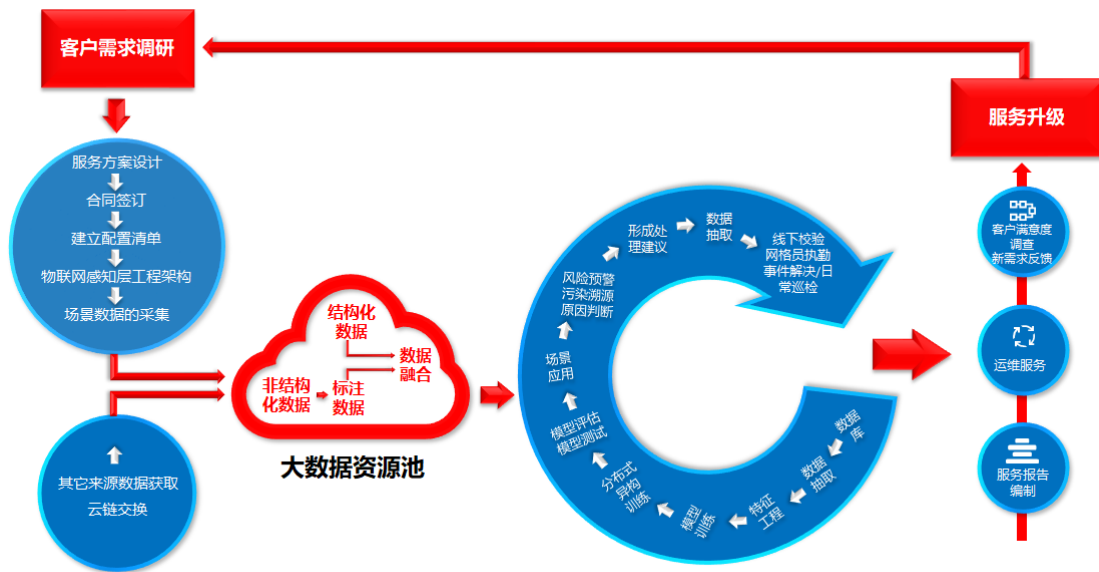 客户需求调研
服务方案设计
合同签订
建立配置清单
物联网感知层工程架构
场景数据的采集
其它来源数据获取
云链交换
结构化
数据
非结构
化数据
标注
数据
数据
融合
大数据资源池
数据
库
数据
抽取
特征
工程
模型
训练
分布式
异构
训练
模型评估
模型测试
场景
应用
风险预警
污染溯源
原因判断
形成处
理建议
数据
抽取
线下校验
网格员执勤
事件解决/日
常巡检
服务升级
客户满意度
调查
新需求反馈
运维服务
服务报告
编制